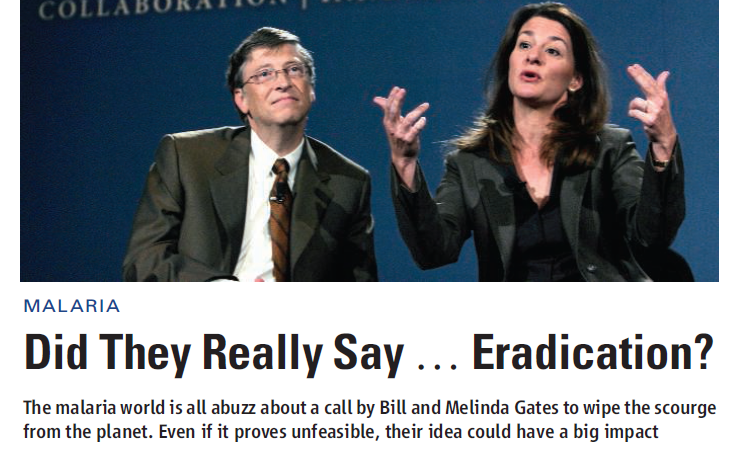 COLLABORATION |
MALARIA
Did They Really Say ... Eradication?
The malaria world is all abuzz about a call by Bill and Melinda Gates to wipe the scourge
from the planet. Even if it proves unfeasible, their idea could have a big impact